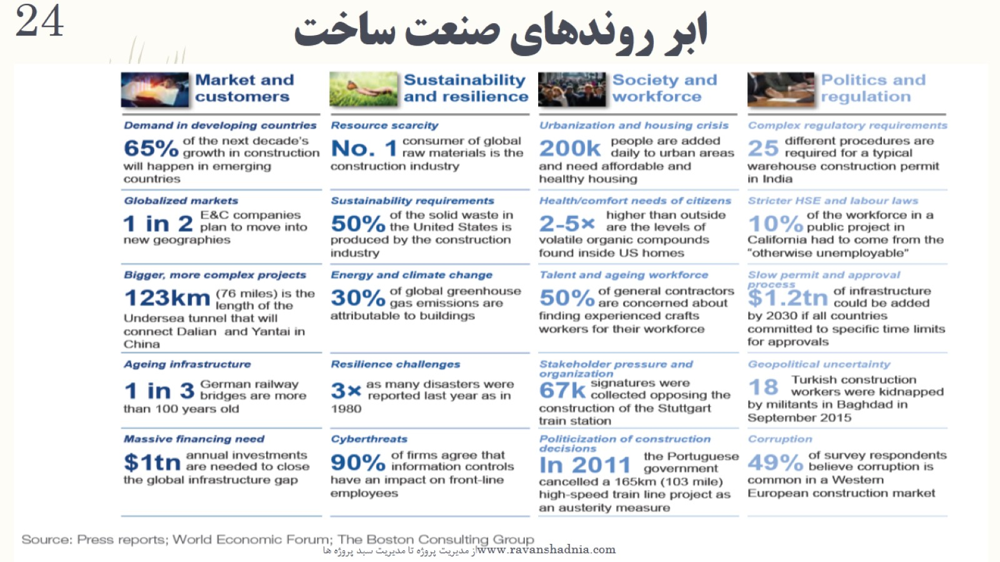 24
ابر روندهای صنعت ساخت
Market and
customers
Demand in developing countries
65% of the next decade's
growth in construction
will happen in emerging
countries
Globalized markets
1 in 2 E&C companies
plan to move into
new geographies
Bigger, more complex projects
123km (76 miles) is the
length of the
Undersea tunnel that will
connect Dalian and Yantai in
China
Ageing infrastructure
1 in 3 German railway
bridges are more
than 100 years old
Massive financing need
$1tn annual investments
are needed to close
the global infrastructure gap
Sustainability
and resilience
Resource scarcity
No. 1 consumer of global
raw materials is the
construction industry
Sustainability requirements
50% of the solid waste in
the United States is
produced by the construction
industry
Energy and climate change
30% of global greenhouse
gas emissions are
attributable to buildings
Resilience challenges
3× as many disasters were
reported last year as in
1980
Cyberthreats
90% of firms agree that
information controls
have an impact on front-line
employees
Society and
workforce
Urbanization and housing crisis
200k people are added
daily to urban areas
and need affordable and
healthy housing
Health/comfort needs of citizens
2-5× higher than outside
are the levels of
volatile organic compounds
found inside US homes
Talent and ageing workforce
50% of general contractors
are concerned about
finding experienced crafts
workers for their workforce
Stakeholder pressure and
organization
67k signatures were
collected opposing the
construction of the Stuttgart
train station
Politicization of construction
decisions
In 2011 the Portuguese
government
cancelled a 165km (103 mile)
high-speed train line project as
an austerity measure
Politics and
regulation
Complex regulatory requirements
25 different procedures are
required for a typical
warehouse construction permit
in India
Stricter HSE and labour laws
10% of the workforce in a
public project in
California had to come from the
"otherwise unemployable"
Slow permit and approval
process
$1.2tn of infrastructure
could be added
by 2030 if all countries
committed to specific time limits
for approvals
Geopolitical uncertainty
18 Turkish construction
workers were kidnapped
by militants in Baghdad in
September 2015
Corruption
49% of survey respondents
believe corruption is
common in a Western
European construction market
Source: Press reports; World Economic Forum; The Boston Consulting Group
از مدیریت پروژه تا مدیریت سبد پروژه ها www.ravanshadnia.com